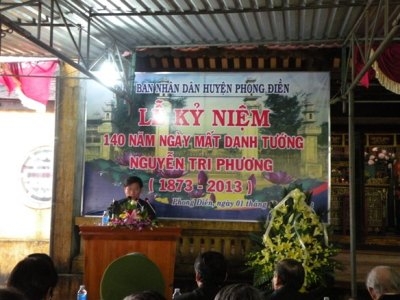 BAN NHÂN DÂN HUYỆN PHONG ĐIỀN
LỄ KỶ NIỆM
140 NĂM NGÀY MẤT DANH TƯỚNG
NGUYỄN TRI PHƯƠNG
( 1873 - 2013 )
Phong Điền, ngày 01 tháng